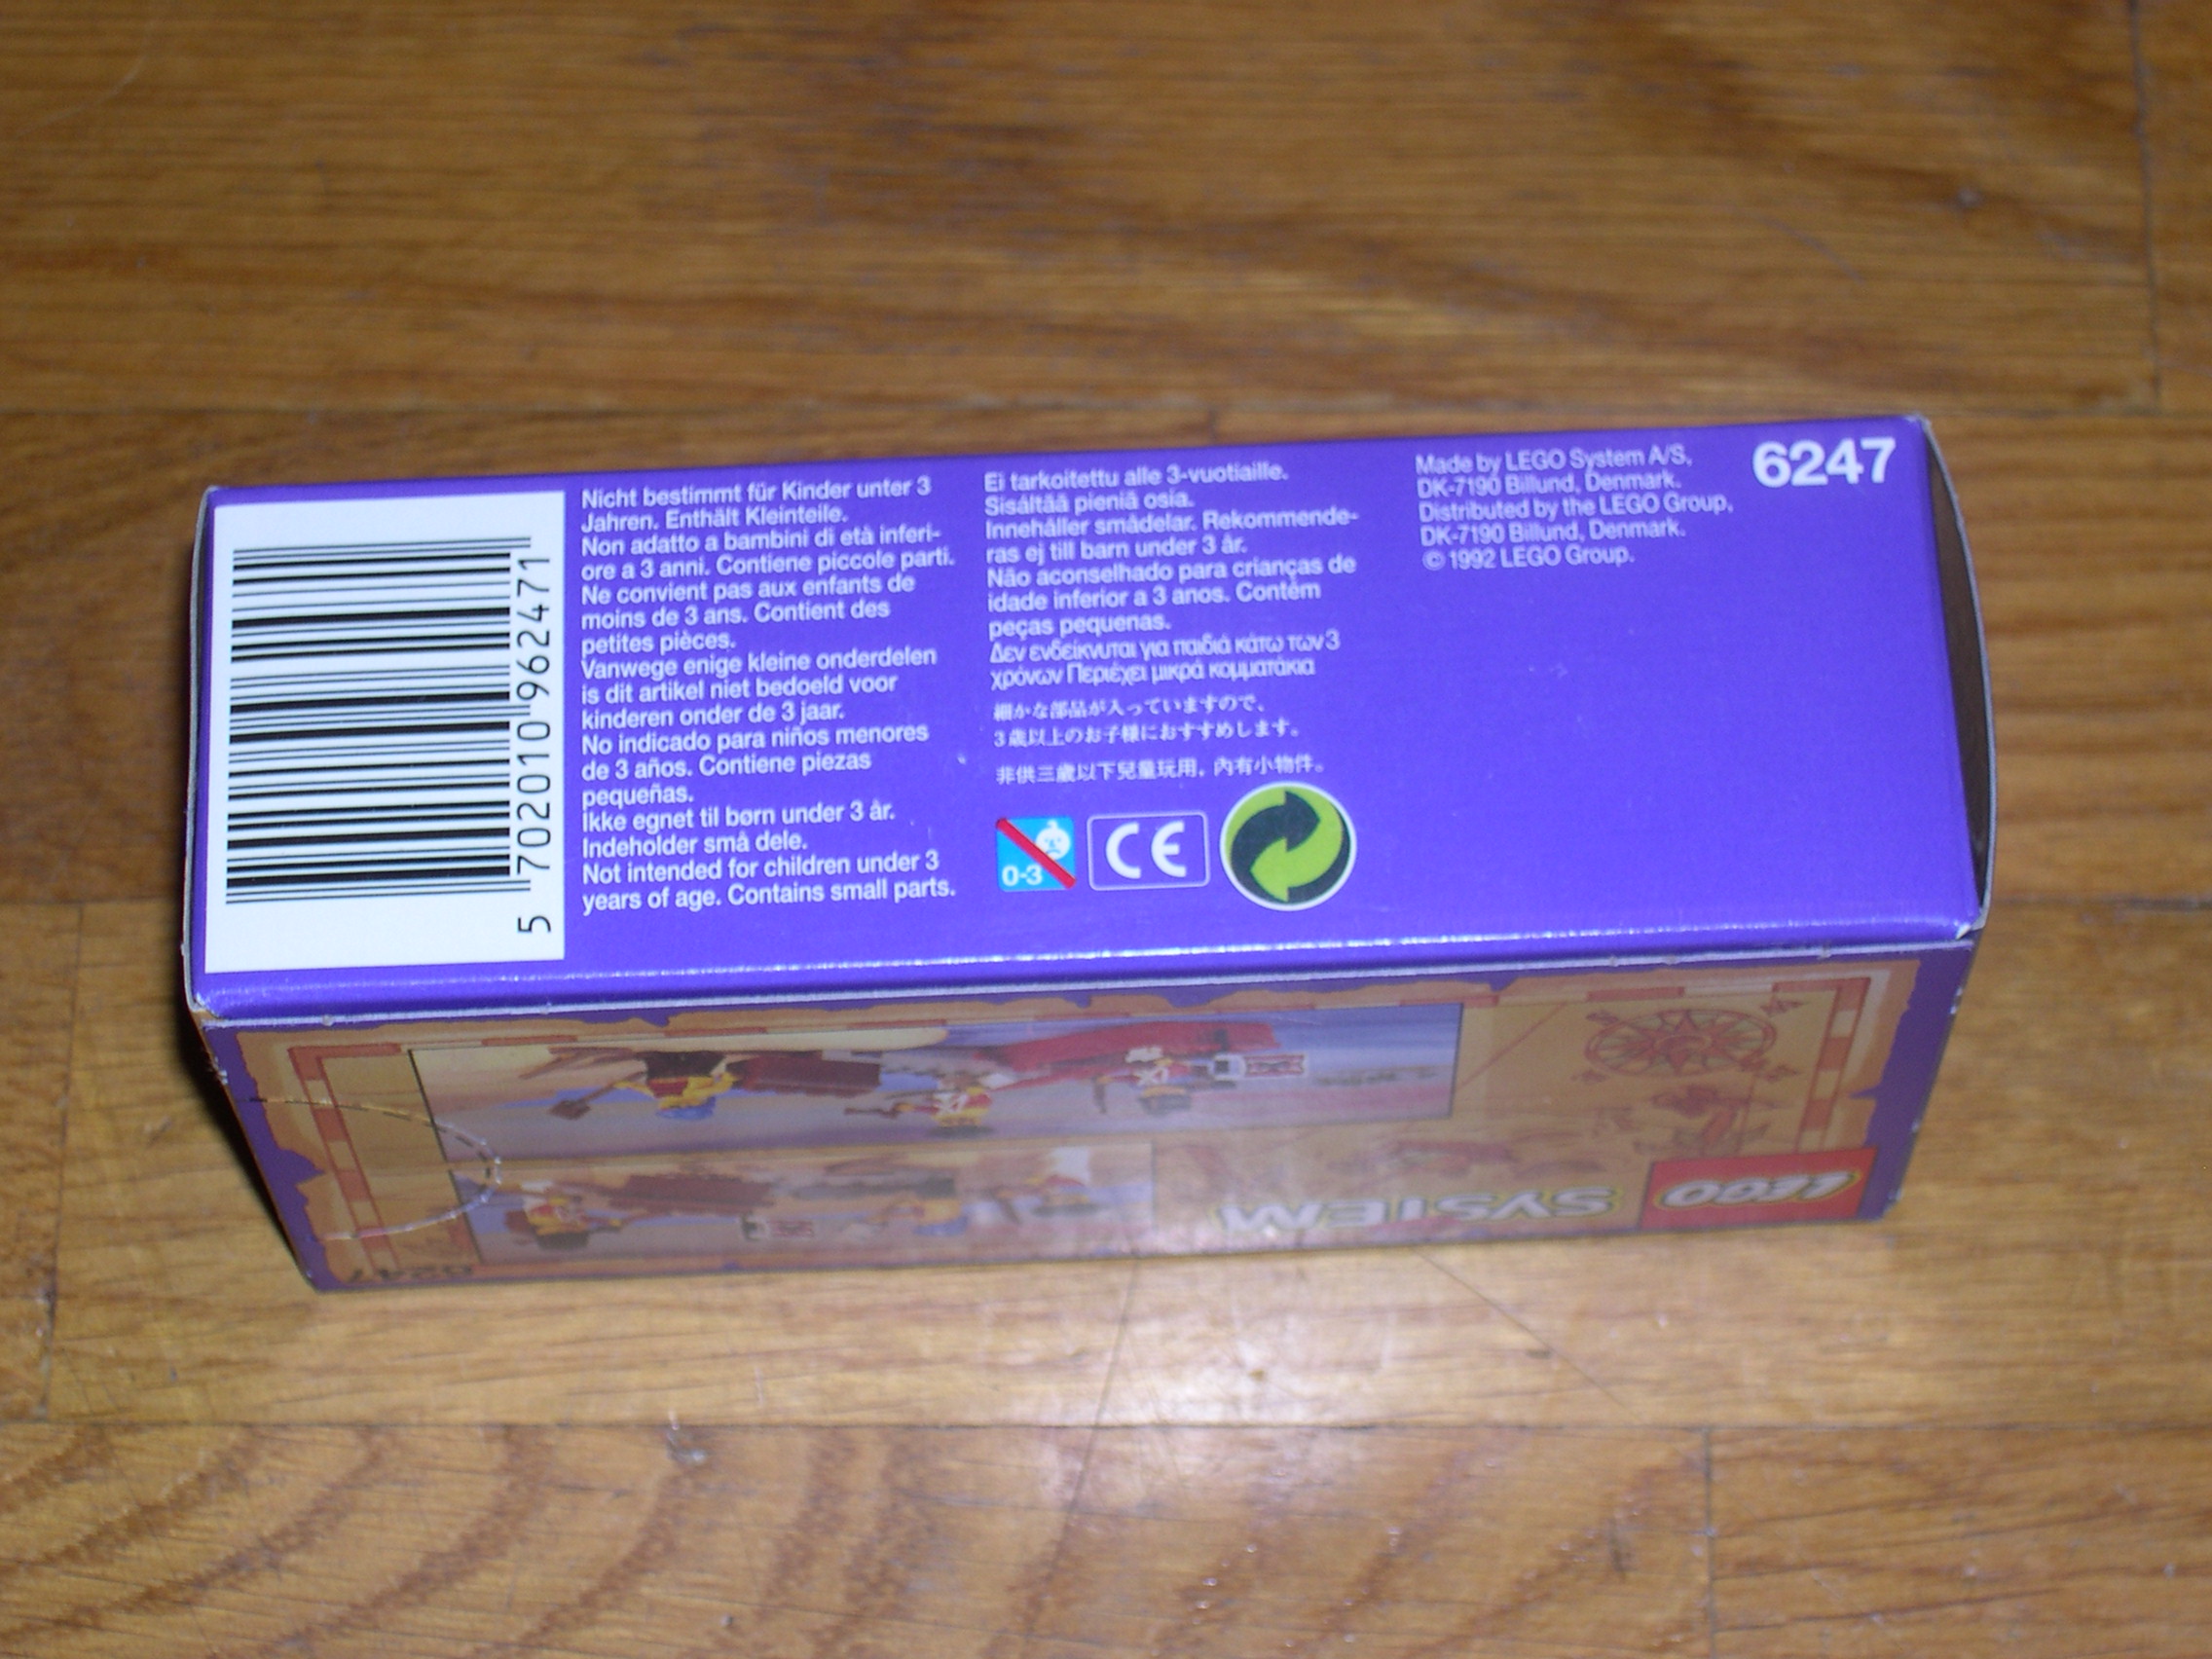 5 702010 962471
Nicht bestimmt für Kinder unter 3
Jahren. Enthält Kleinteile.
Non adatto a bambini di età inferi-
ore a 3 anni. Contiene piccole parti.
Ne convient pas aux enfants de
moins de 3 ans. Contient des
petites pièces.
Vanwege enige kleine onderdelen
is dit artikel niet bedoeld voor
kinderen onder de 3 jaar.
No indicado para niños menores
de 3 años. Contiene piezas
pequeñas.
Ikke egnet til børn under 3 år.
Indeholder små dele.
Not intended for children under 3
years of age. Contains small parts.
Ei tarkoitettu alle 3-vuotiaille.
Sisältää pieniä osia.
Innehåller smådelar. Rekommende-
ras ej till barn under 3 år.
Não aconselhado para crianças de
idade inferior a 3 anos. Contém
peças pequenas.
Δεν ενδείκνυται για παιδιά κάτω των 3
χρόνων Περιέχει μικρά κομματάκια
細かな部品が入っていますので、
3歳以上のお子様におすすめします。
非供三歲以下兒童玩用，內有小物件。
0-3
CE
Made by LEGO System A/S,
DK-7190 Billund, Denmark.
Distributed by the LEGO Group,
DK-7190 Billund, Denmark.
© 1992 LEGO Group.
6247
LEGO SYSTEM
6247